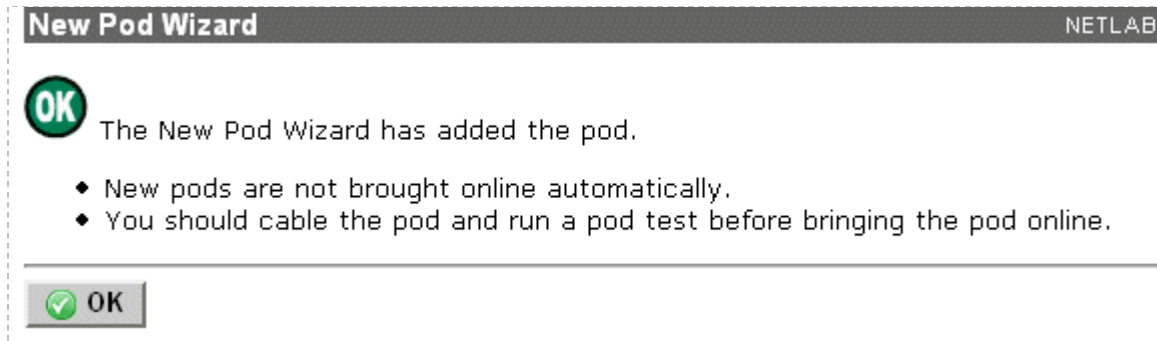 New Pod Wizard NETLAB
OK
The New Pod Wizard has added the pod.
New pods are not brought online automatically.
You should cable the pod and run a pod test before bringing the pod online.
OK